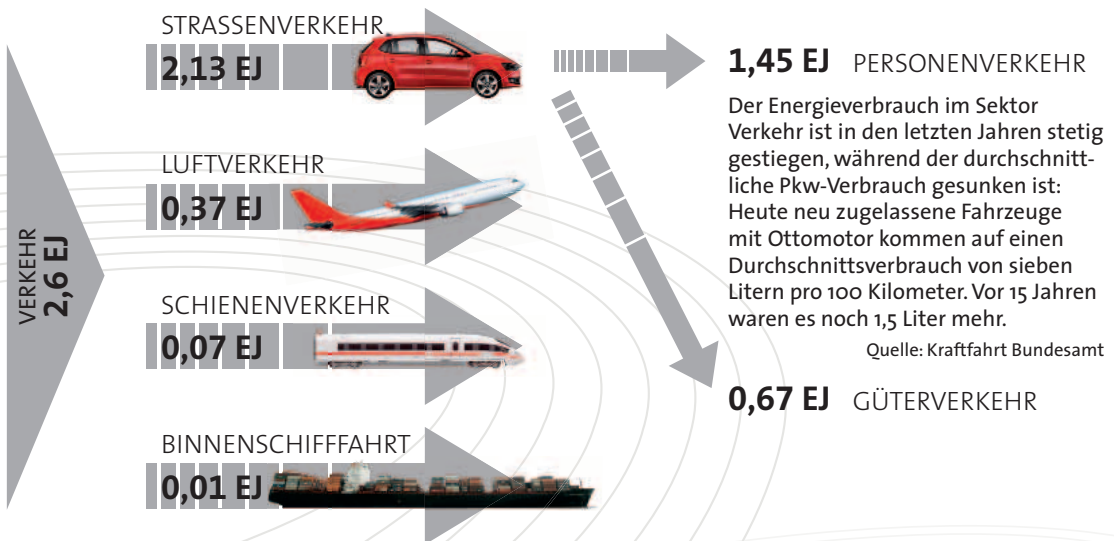 VERKEHR
2,6 EJ
STRASSENVERKEHR
2,13 EJ
LUFTVERKEHR
0,37 EJ
SCHIENENVERKEHR
0,07 EJ
BINNENSCHIFFFAHRT
0,01 EJ
1,45 EJ PERSONENVERKEHR
Der Energieverbrauch im Sektor
Verkehr ist in den letzten Jahren stetig
gestiegen, während der durchschnitt-
liche Pkw-Verbrauch gesunken ist:
Heute neu zugelassene Fahrzeuge
mit Ottomotor kommen auf einen
Durchschnittsverbrauch von sieben
Litern pro 100 Kilometer. Vor 15 Jahren
waren es noch 1,5 Liter mehr.
Quelle: Kraftfahrt Bundesamt
0,67 EJ GÜTERVERKEHR